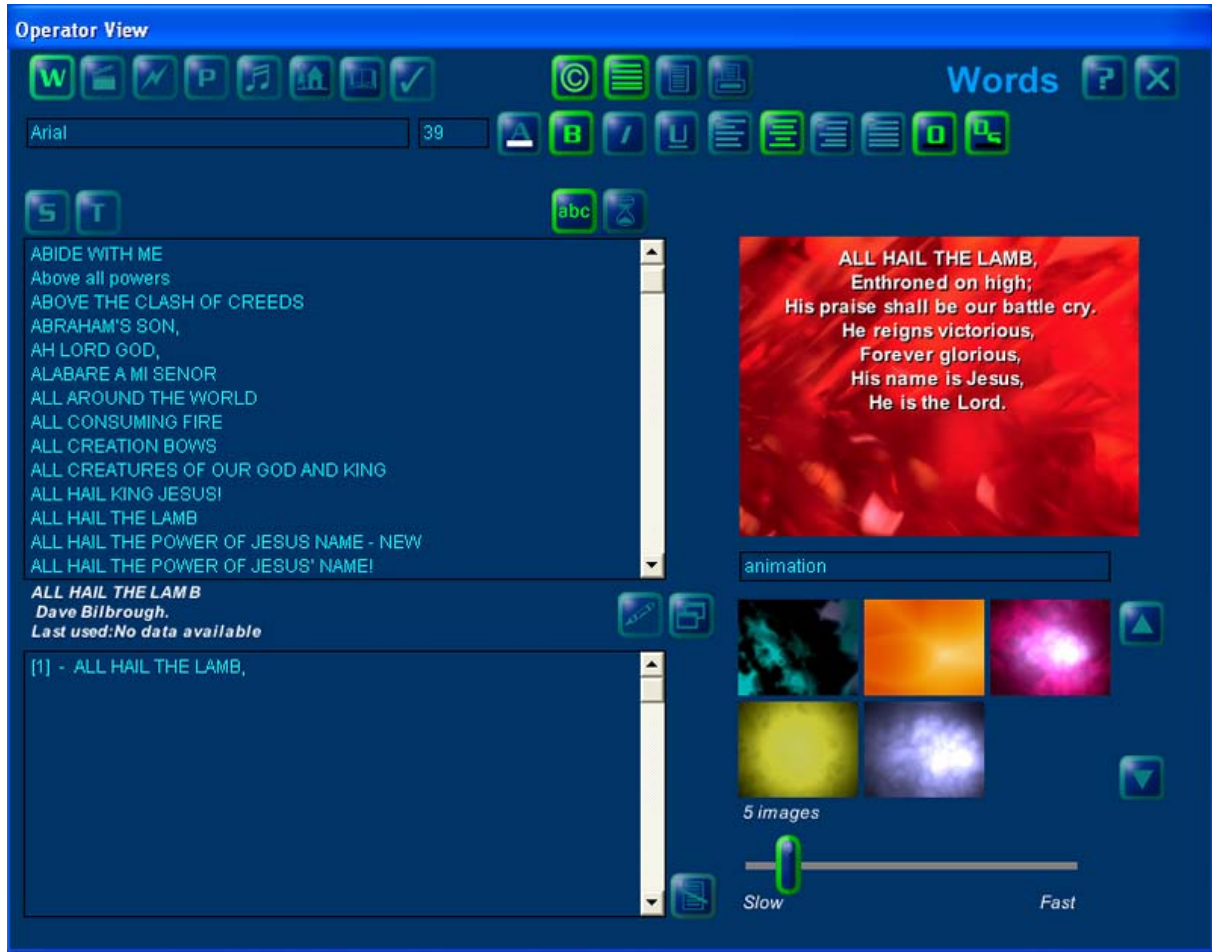 Operator View
W P © Words ? X
Arial 39 A B I U O Ds
S T abc
ABIDE WITH ME
Above all powers
ABOVE THE CLASH OF CREEDS
ABRAHAM'S SON,
AH LORD GOD,
ALABARE A MI SENOR
ALL AROUND THE WORLD
ALL CONSUMING FIRE
ALL CREATION BOWS
ALL CREATURES OF OUR GOD AND KING
ALL HAIL KING JESUS!
ALL HAIL THE LAMB
ALL HAIL THE POWER OF JESUS NAME - NEW
ALL HAIL THE POWER OF JESUS' NAME!
ALL HAIL THE LAMB
Dave Bilbrough.
Last used:No data available
[1] - ALL HAIL THE LAMB,
ALL HAIL THE LAMB,
Enthroned on high;
His praise shall be our battle cry.
He reigns victorious,
Forever glorious,
His name is Jesus,
He is the Lord.
animation
5 images
Slow Fast